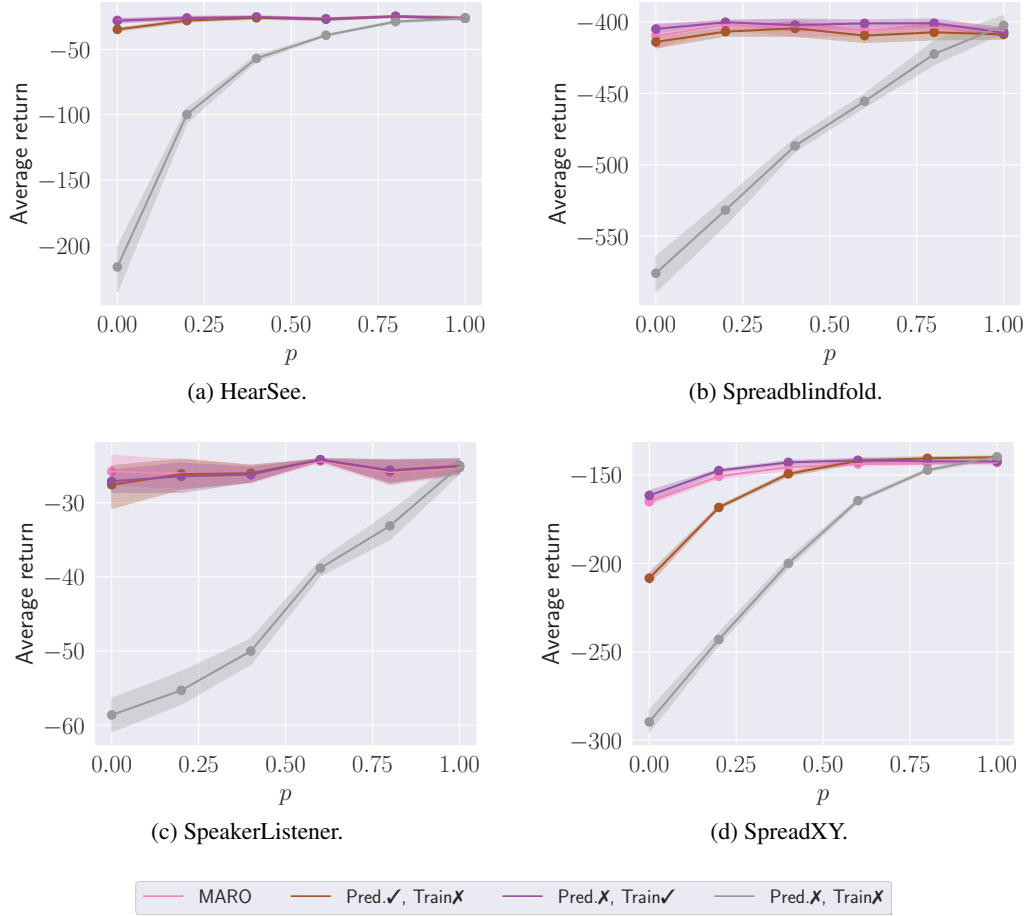 −50
−100
−150
−200
Average return
0.00 0.25 0.50 0.75 1.00
p
(a) HearSee.
−400
−450
−500
−550
Average return
0.00 0.25 0.50 0.75 1.00
p
(b) Spreadblindfold.
−30
−40
−50
−60
Average return
0.00 0.25 0.50 0.75 1.00
p
(c) SpeakerListener.
−150
−200
−250
−300
Average return
0.00 0.25 0.50 0.75 1.00
p
(d) SpreadXY.
MARO Pred.✓, Train✗ Pred.✗, Train✓ Pred.✗, Train✗